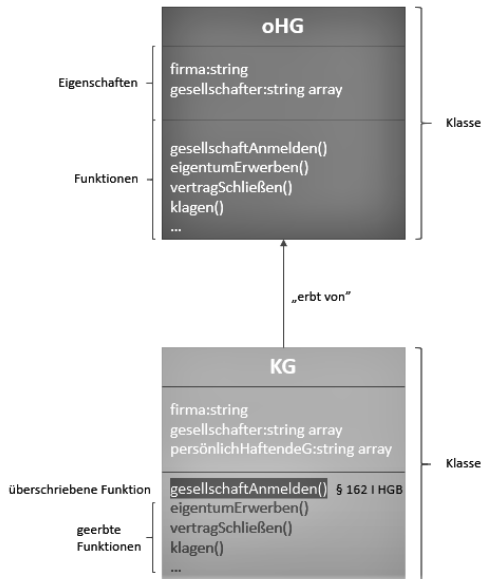 oHG
Eigenschaften
firma:string
gesellschafter:string array
Klasse
Funktionen
gesellschaftAnmelden()
eigentumErwerben()
vertragSchließen()
klagen()
...
„erbt von“
KG
firma:string
gesellschafter:string array
persönlichHaftendeG:string array
Klasse
überschriebene Funktion
gesellschaftAnmelden() § 162 I HGB
geerbte
Funktionen
eigentumErwerben()
vertragSchließen()
klagen()
...